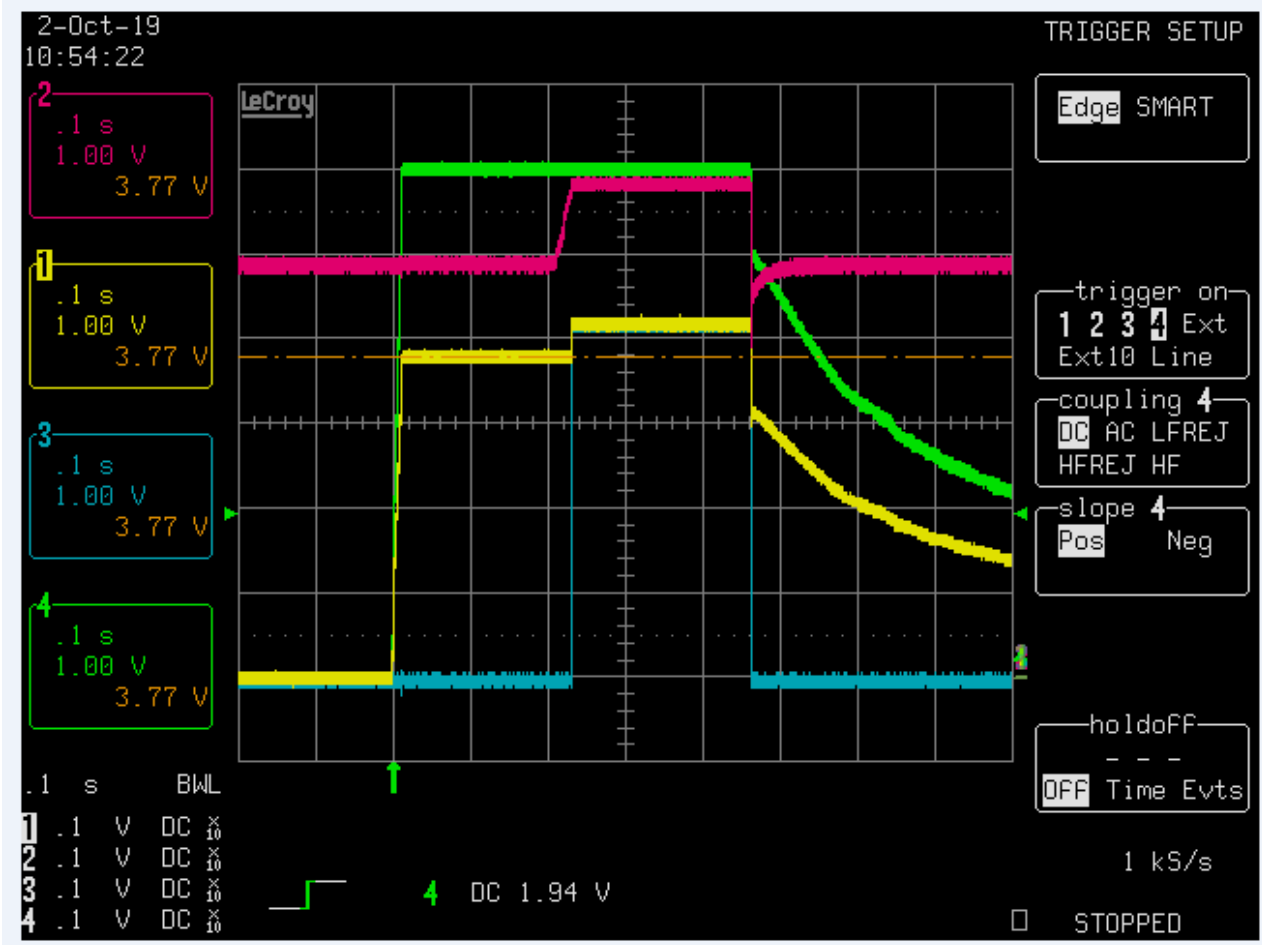 2-Oct-19
10:54:22
2
.1 s
1.00 V
3.77 V
1
.1 s
1.00 V
3.77 V
3
.1 s
1.00 V
3.77 V
4
.1 s
1.00 V
3.77 V
.1 s BWL
1 .1 V DC X10
2 .1 V DC X10
3 .1 V DC X10
4 .1 V DC X10
LeCroy
4 DC 1.94 V
TRIGGER SETUP
Edge SMART
trigger on
1 2 3 4 Ext
Ext10 Line
coupling 4
DC AC LFREJ
HFREJ HF
slope 4
Pos Neg
holdoff
- - -
Off Time Evts
1 kS/s
STOPPED